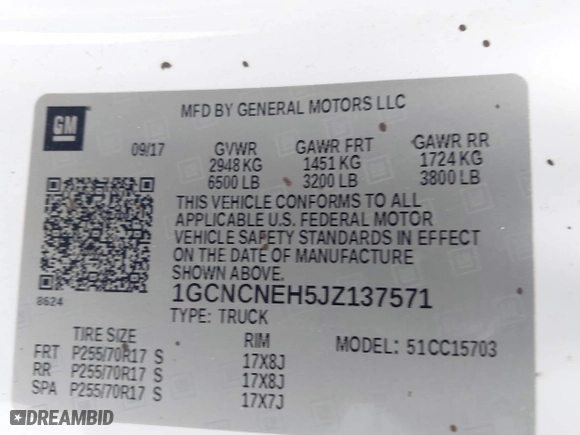 GM
MFD BY GENERAL MOTORS LLC
09/17 GVWR GAWR FRT GAWR RR
2948 KG 1451 KG 1724 KG
6500 LB 3200 LB 3800 LB
THIS VEHICLE CONFORMS TO ALL
APPLICABLE U.S. FEDERAL MOTOR
VEHICLE SAFETY STANDARDS IN EFFECT
ON THE DATE OF MANUFACTURE
SHOWN ABOVE.
8624
1GCNCNEH5JZ137571
TYPE: TRUCK
TIRE SIZE RIM MODEL: 51CC15703
FRT P255/70R17 S 17X8J
RR P255/70R17 S 17X8J
SPA P255/70R17 S 17X7J
DREAMBID